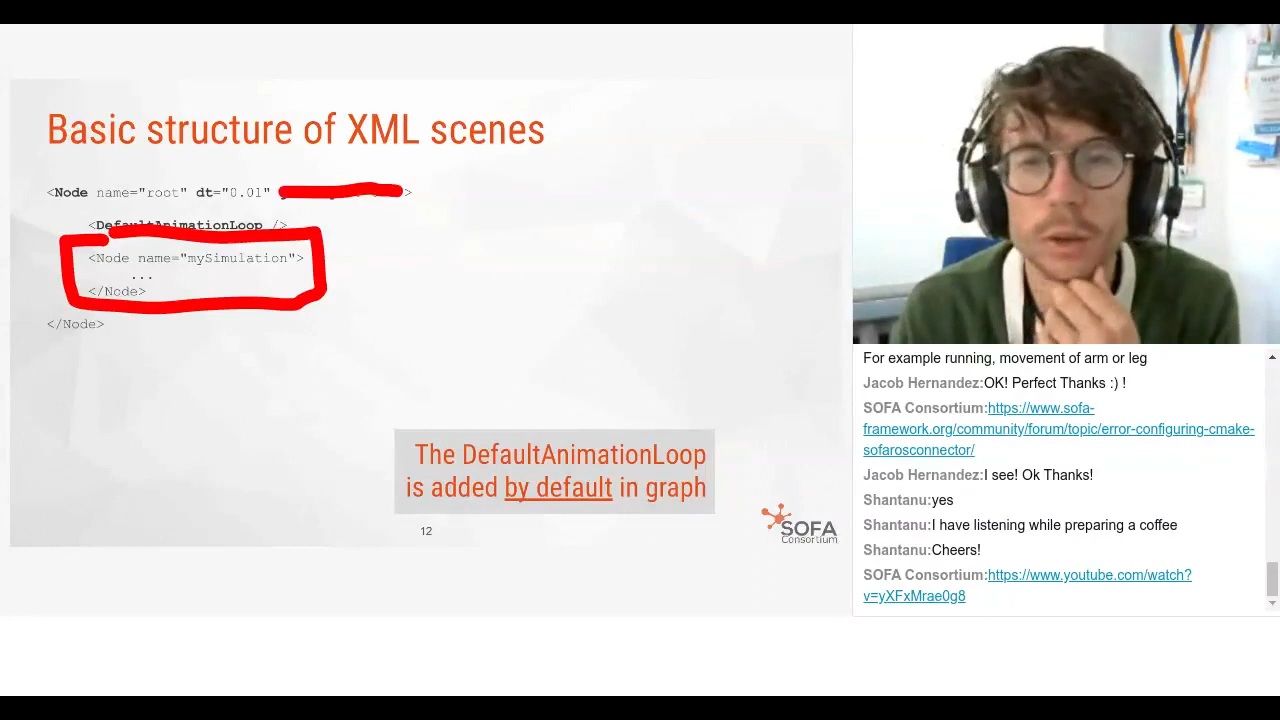 Basic structure of XML scenes
<Node name="root" dt="0.01" >
<DefaultAnimationLoop />
<Node name="mySimulation">
...
</Node>
</Node>
The DefaultAnimationLoop
is added by default in graph
12
SOFA
Consortium
For example running, movement of arm or leg
Jacob Hernandez:OK! Perfect Thanks :) !
SOFA Consortium:https://www.sofa-
framework.org/community/forum/topic/error-configuring-cmake-
sofarosconnector/
Jacob Hernandez:I see! Ok Thanks!
Shantanu:yes
Shantanu:I have listening while preparing a coffee
Shantanu:Cheers!
SOFA Consortium:https://www.youtube.com/watch?
v=yXFxMrae0g8